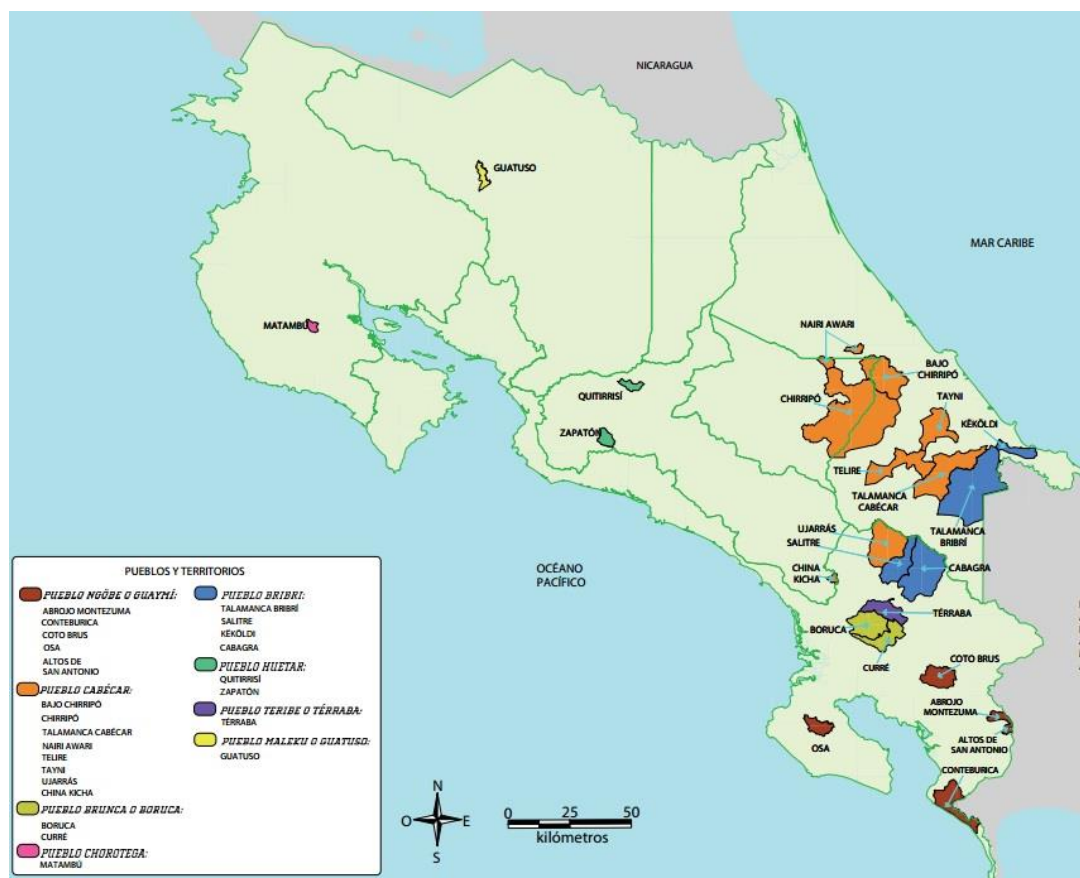 NICARAGUA
GUATUSO
MAR CARIBE
MATAMBÚ
NAIRI AWARI
BAJO
CHIRRIPÓ
QUITIRRISÍ
CHIRRIPÓ
TAYNI
KÉKÖLDI
ZAPATÓN
TELIRE
TALAMANCA
CABÉCAR
UJARRÁS
SALITRE
TALAMANCA
BRIBRÍ
OCÉANO
PACÍFICO
CHINA
KICHA
CABAGRA
TÉRRABA
BORUCA
CURRÉ
COTO BRUS
ABROJO
MONTEZUMA
OSA
ALTOS DE
SAN ANTONIO
CONTEBURICA
PUEBLOS Y TERRITORIOS
PUEBLO NGÖBE O GUAYMÍ:
ABROJO MONTEZUMA
CONTEBURICA
COTO BRUS
OSA
ALTOS DE
SAN ANTONIO
PUEBLO CABÉCAR:
BAJO CHIRRIPÓ
CHIRRIPÓ
TALAMANCA CABÉCAR
NAIRI AWARI
TELIRE
TAYNI
UJARRÁS
CHINA KICHA
PUEBLO BRUNCA O BORUCA:
BORUCA
CURRÉ
PUEBLO CHOROTEGA:
MATAMBÚ
PUEBLO BRIBRI:
TALAMANCA BRIBRÍ
SALITRE
KÉKÖLDI
CABAGRA
PUEBLO HUETAR:
QUITIRRISÍ
ZAPATÓN
PUEBLO TERIBE O TÉRRABA:
TÉRRABA
PUEBLO MALEKU O GUATUSO:
GUATUSO
N
O E
S
0 25 50
kilómetros